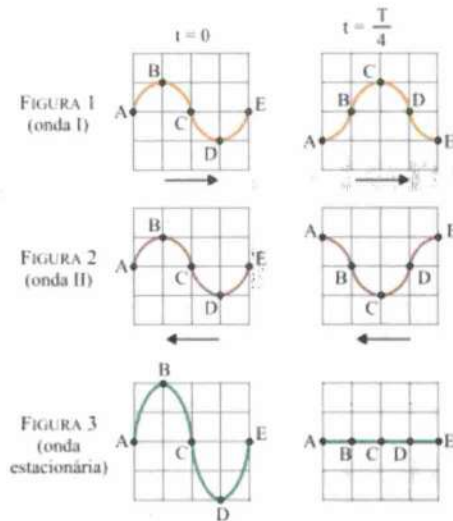 t = 0
t = T/4
FIGURA 1
(onda I)
A
B
C
D
E
A
B
C
D
E
FIGURA 2
(onda II)
A
B
C
D
E
A
B
C
D
E
FIGURA 3
(onda
estacionária)
A
B
C
D
E
A
B
C
D
E